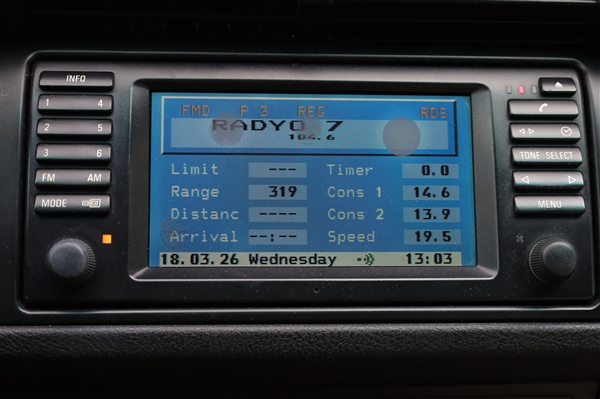 INFO
1 4
2 5
3 6
FM AM
MODE
FMD P 3 REG RDS
RADYO 7
104.6
Limit --- Timer 0.0
Range 319 Cons 1 14.6
Distanc ---- Cons 2 13.9
Arrival --:-- Speed 19.5
18.03.26 Wednesday 13:03
TONE SELECT
MENU